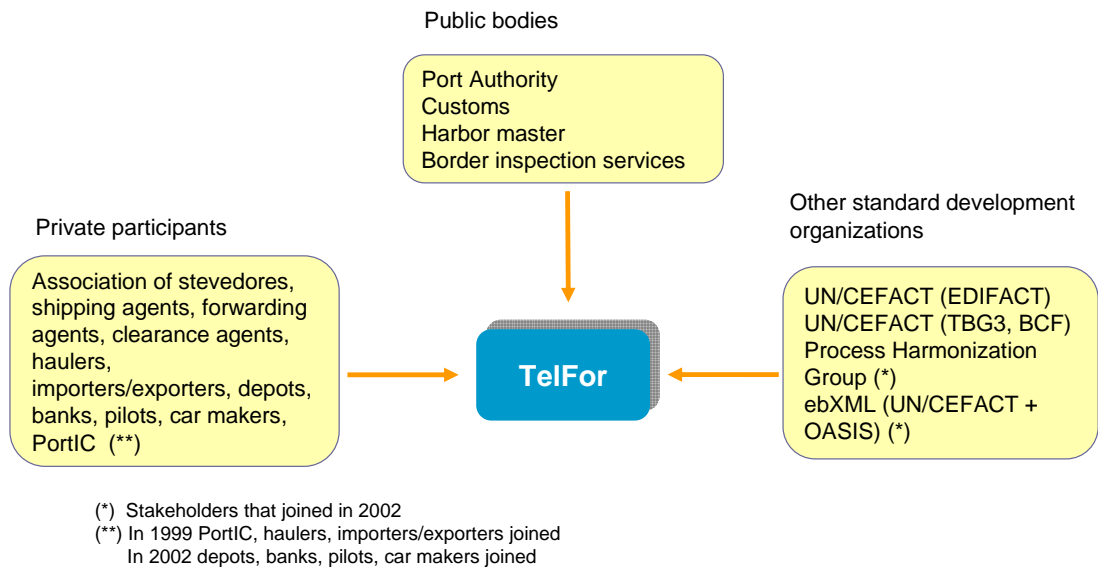 Public bodies
Port Authority
Customs
Harbor master
Border inspection services
Private participants
Association of stevedores,
shipping agents, forwarding
agents, clearance agents,
haulers,
importers/exporters, depots,
banks, pilots, car makers,
PortIC (**)
TelFor
Other standard development
organizations
UN/CEFACT (EDIFACT)
UN/CEFACT (TBG3, BCF)
Process Harmonization
Group (*)
ebXML (UN/CEFACT +
OASIS) (*)
(*) Stakeholders that joined in 2002
(**) In 1999 PortIC, haulers, importers/exporters joined
In 2002 depots, banks, pilots, car makers joined